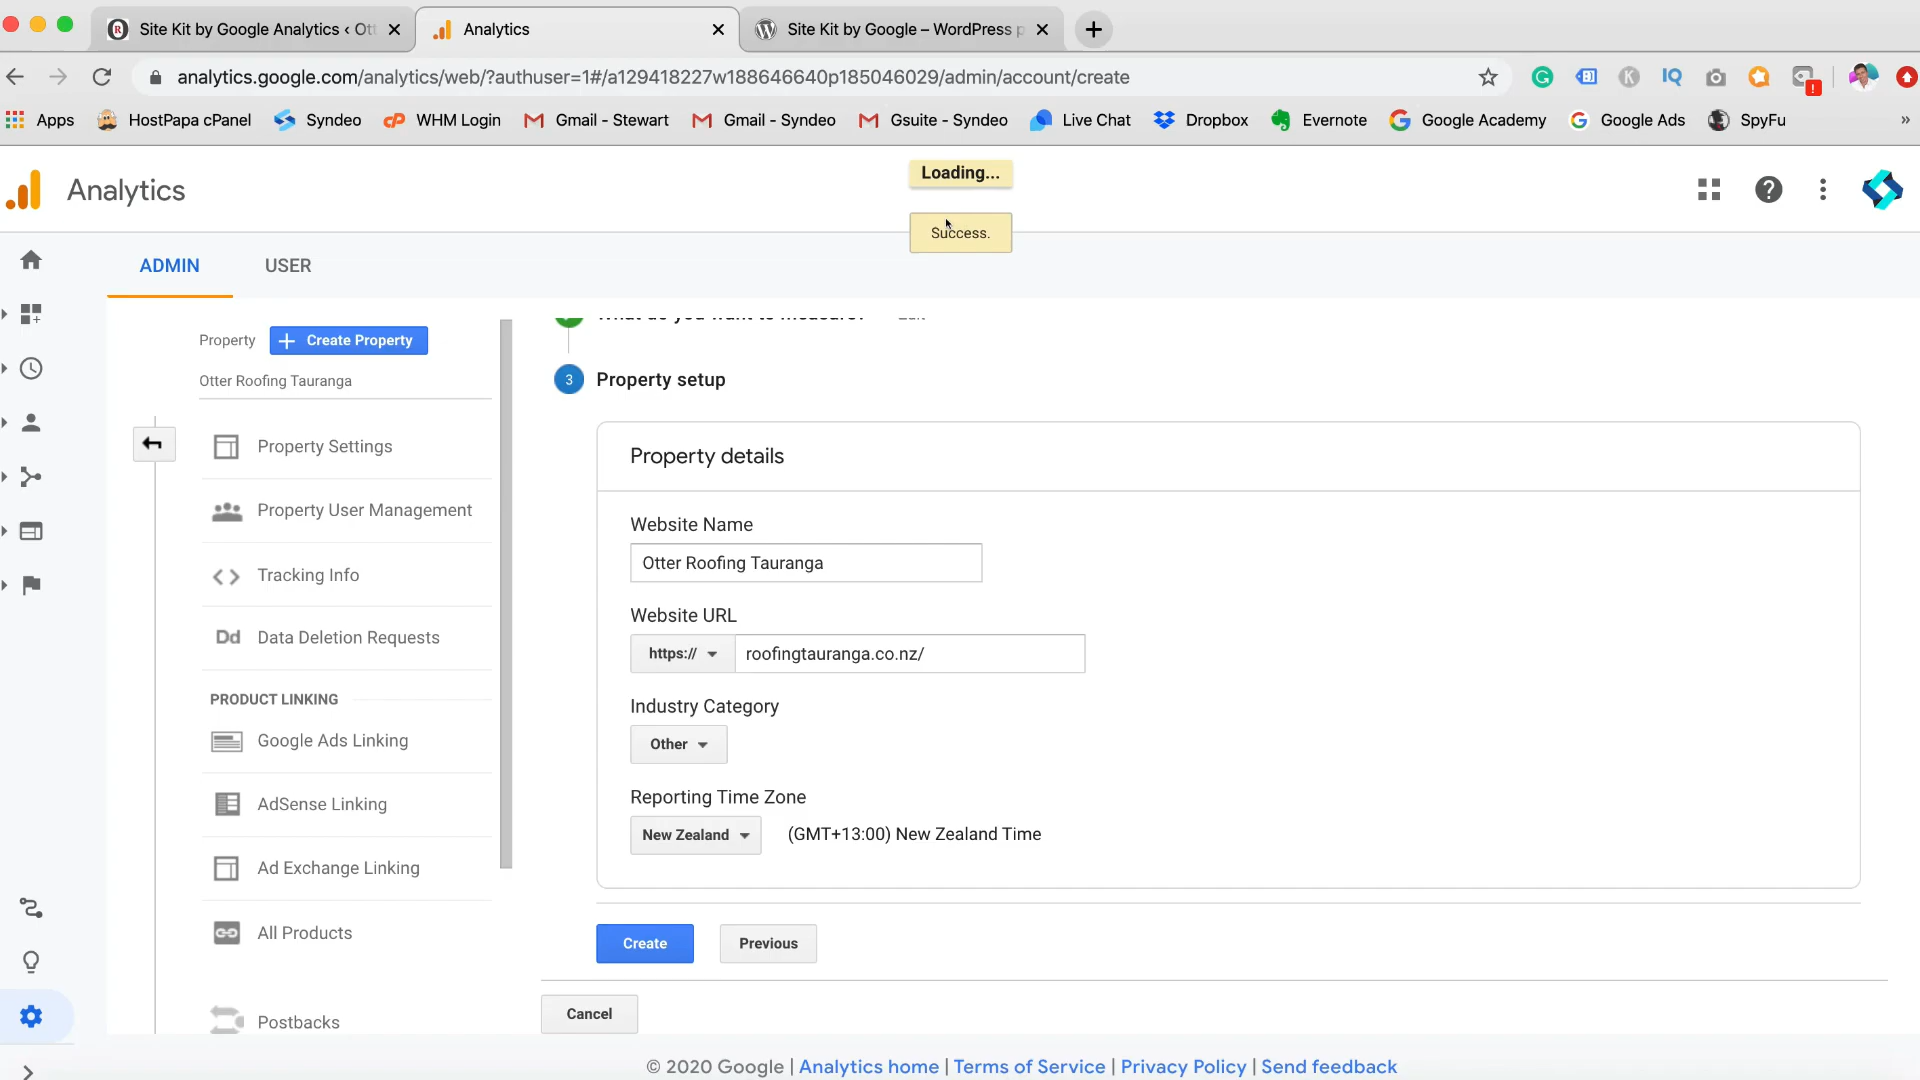 Site Kit by Google Analytics ‹ Ott
Analytics
Site Kit by Google – WordPress p
analytics.google.com/analytics/web/?authuser=1#/a129418227w188646640p185046029/admin/account/create
Apps
HostPapa cPanel
Syndeo
WHM Login
Gmail - Stewart
Gmail - Syndeo
Gsuite - Syndeo
Live Chat
Dropbox
Evernote
Google Academy
Google Ads
SpyFu
»
Analytics
Loading...
Success.
ADMIN
USER
Property
Create Property
Otter Roofing Tauranga
Property Settings
Property User Management
Tracking Info
Dd Data Deletion Requests
PRODUCT LINKING
Google Ads Linking
AdSense Linking
Ad Exchange Linking
All Products
Postbacks
What do you want to measure? Edit
3 Property setup
Property details
Website Name
Otter Roofing Tauranga
Website URL
https:// roofingtauranga.co.nz/
Industry Category
Other
Reporting Time Zone
New Zealand (GMT+13:00) New Zealand Time
Create
Previous
Cancel
© 2020 Google | Analytics home | Terms of Service | Privacy Policy | Send feedback